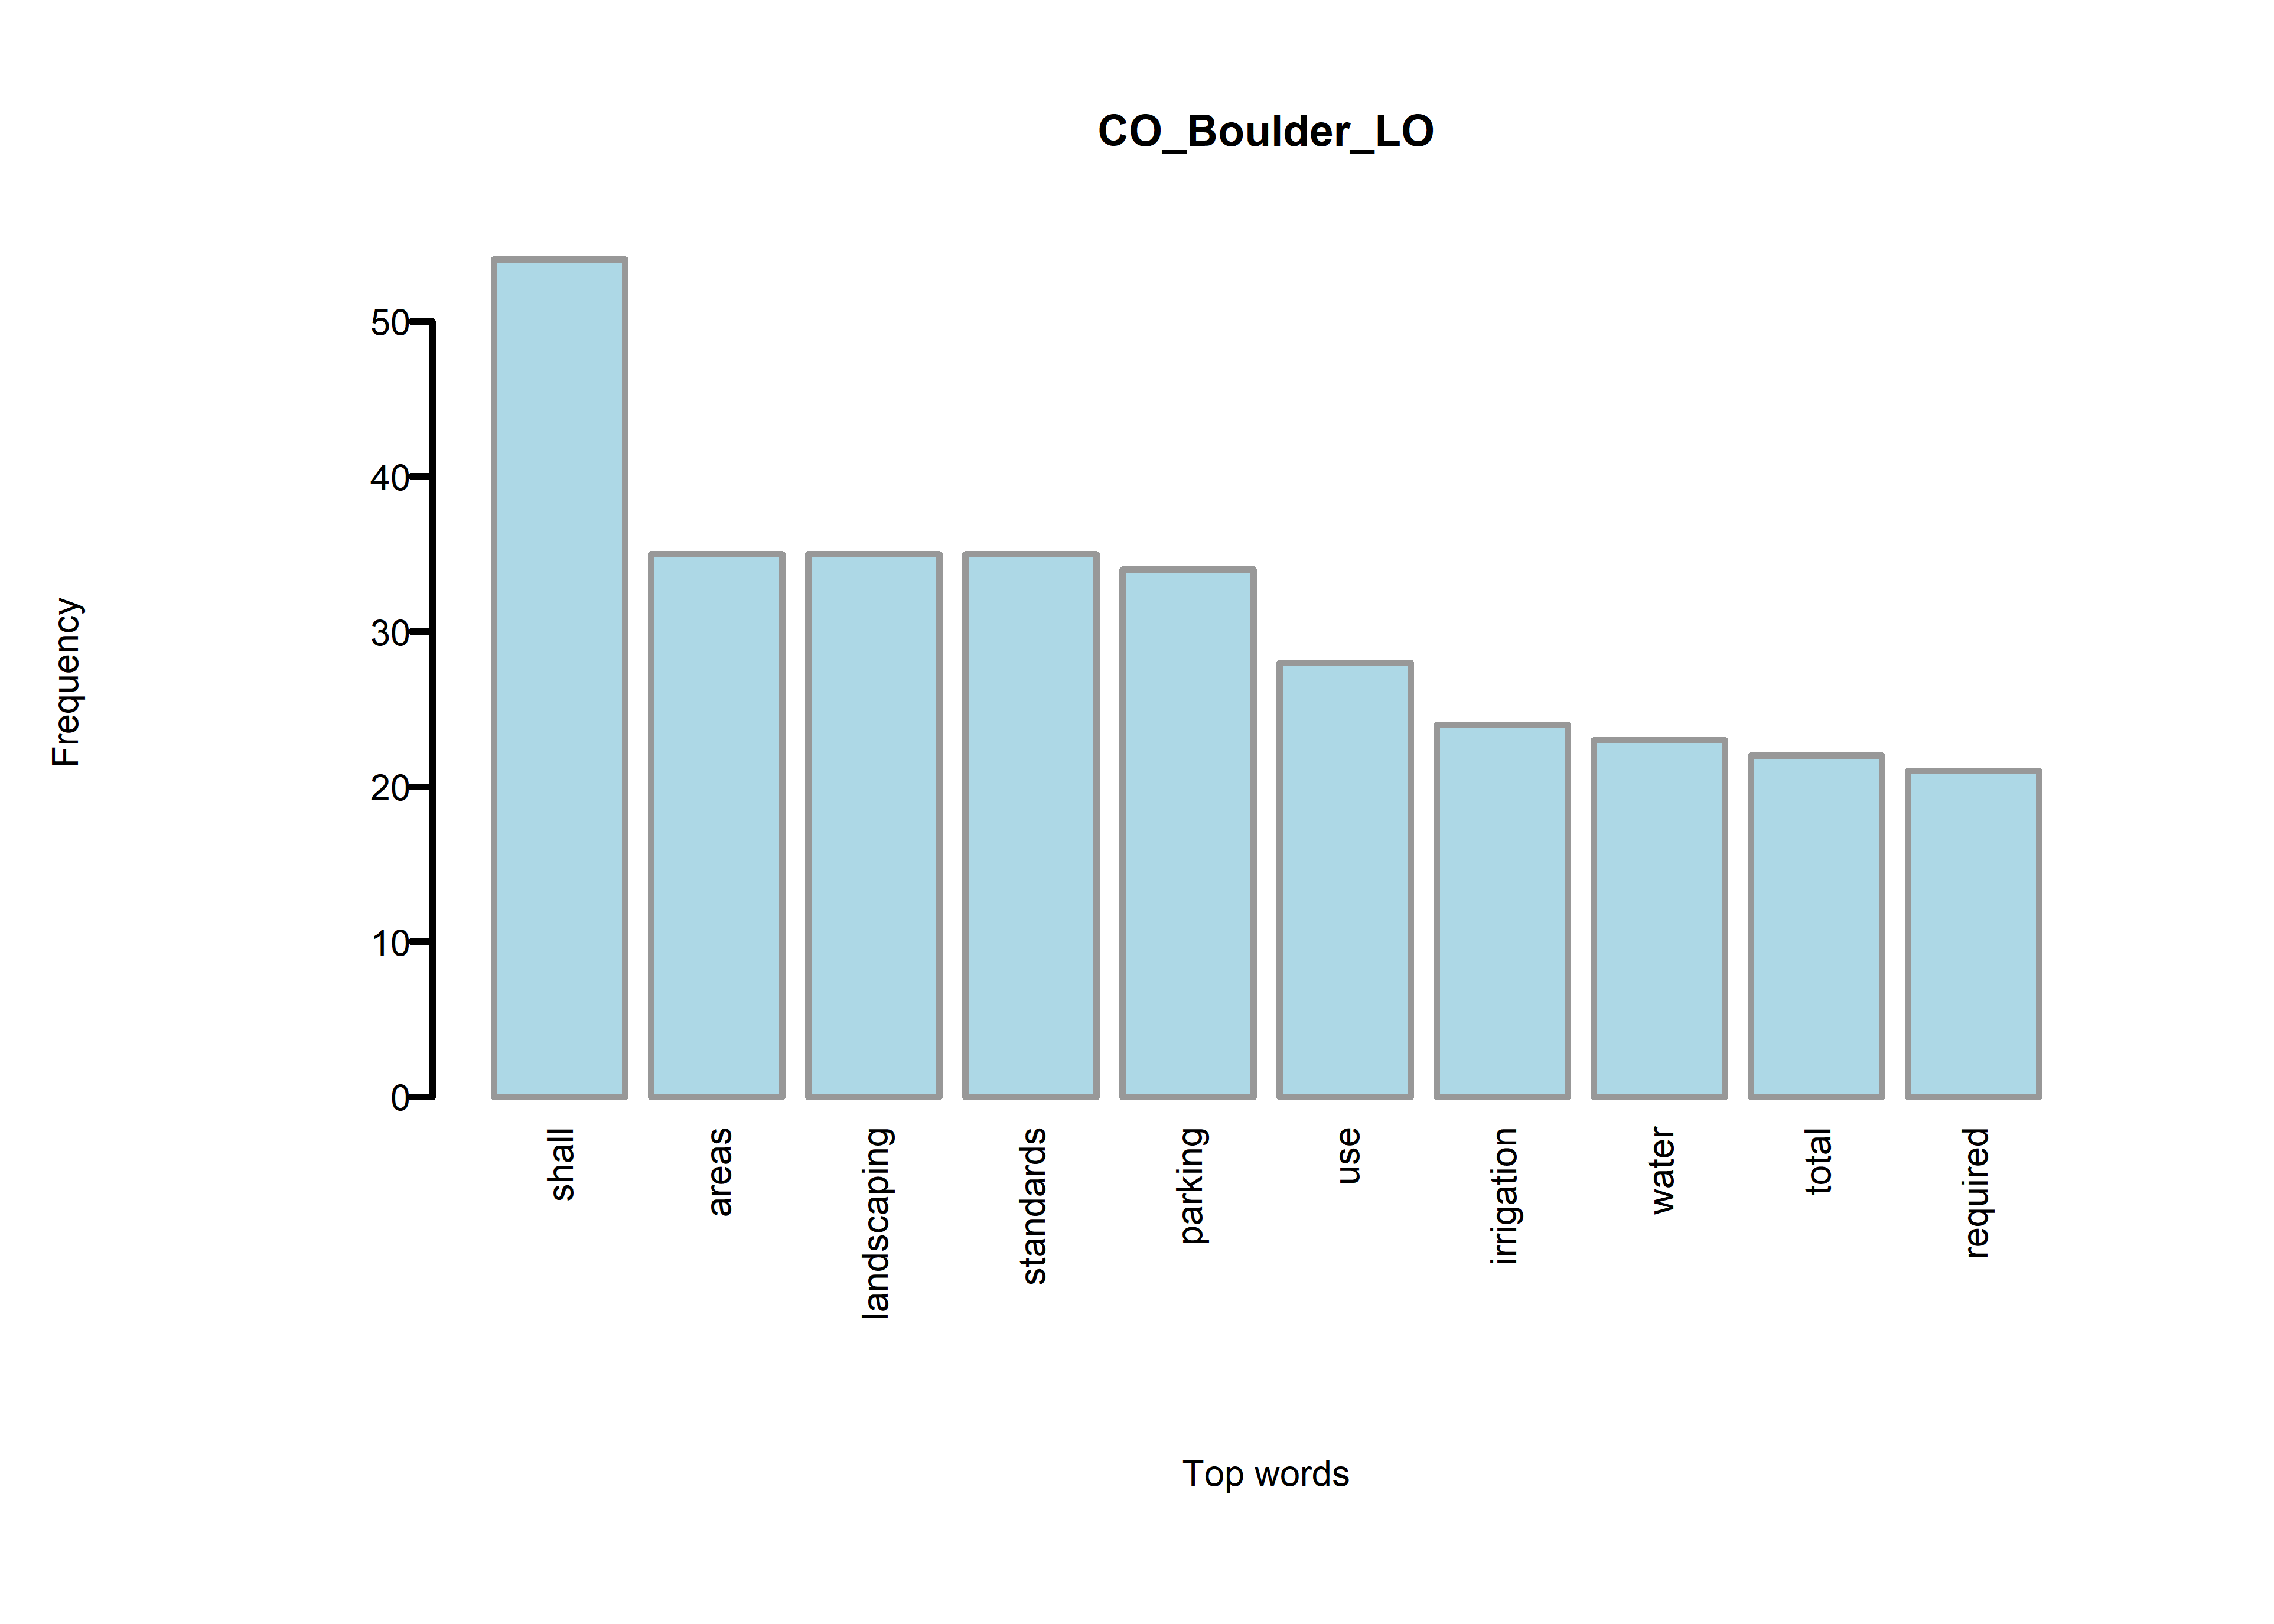 CO_Boulder_LO
Frequency
50
40
30
20
10
0
shall
areas
landscaping
standards
parking
use
irrigation
water
total
required
Top words